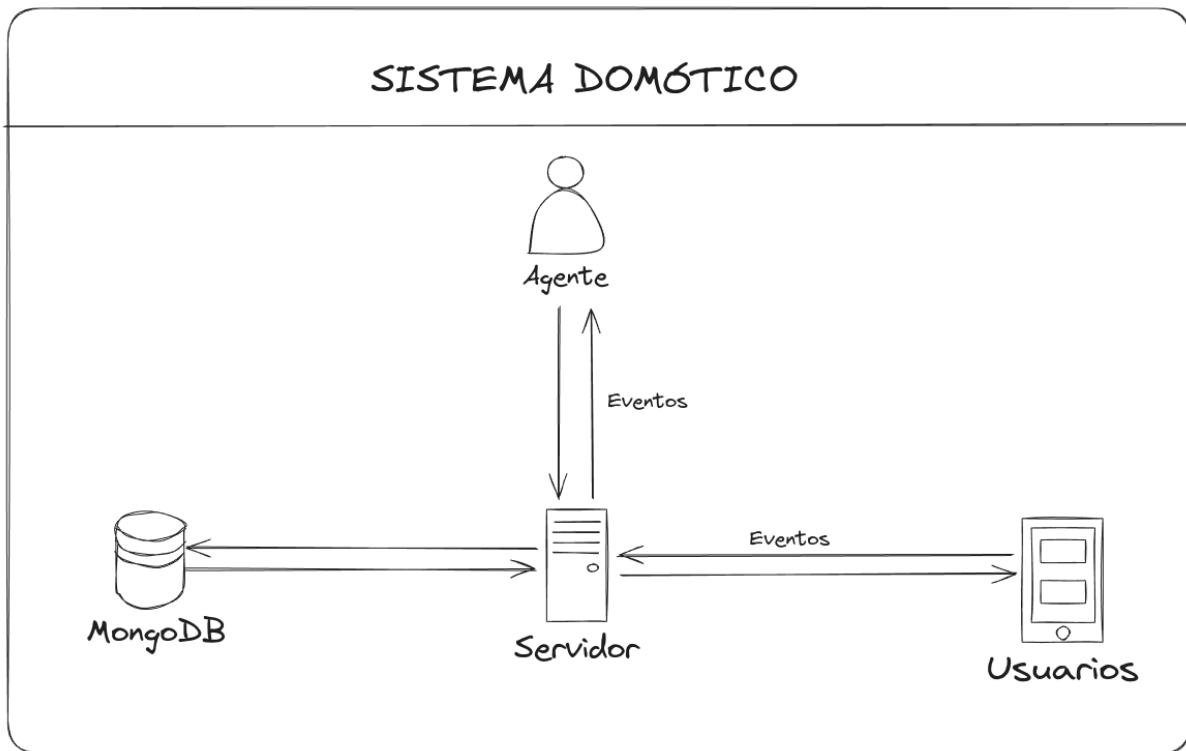 SISTEMA DOMÓTICO
Agente
Eventos
Eventos
MongoDB
Servidor
Usuarios